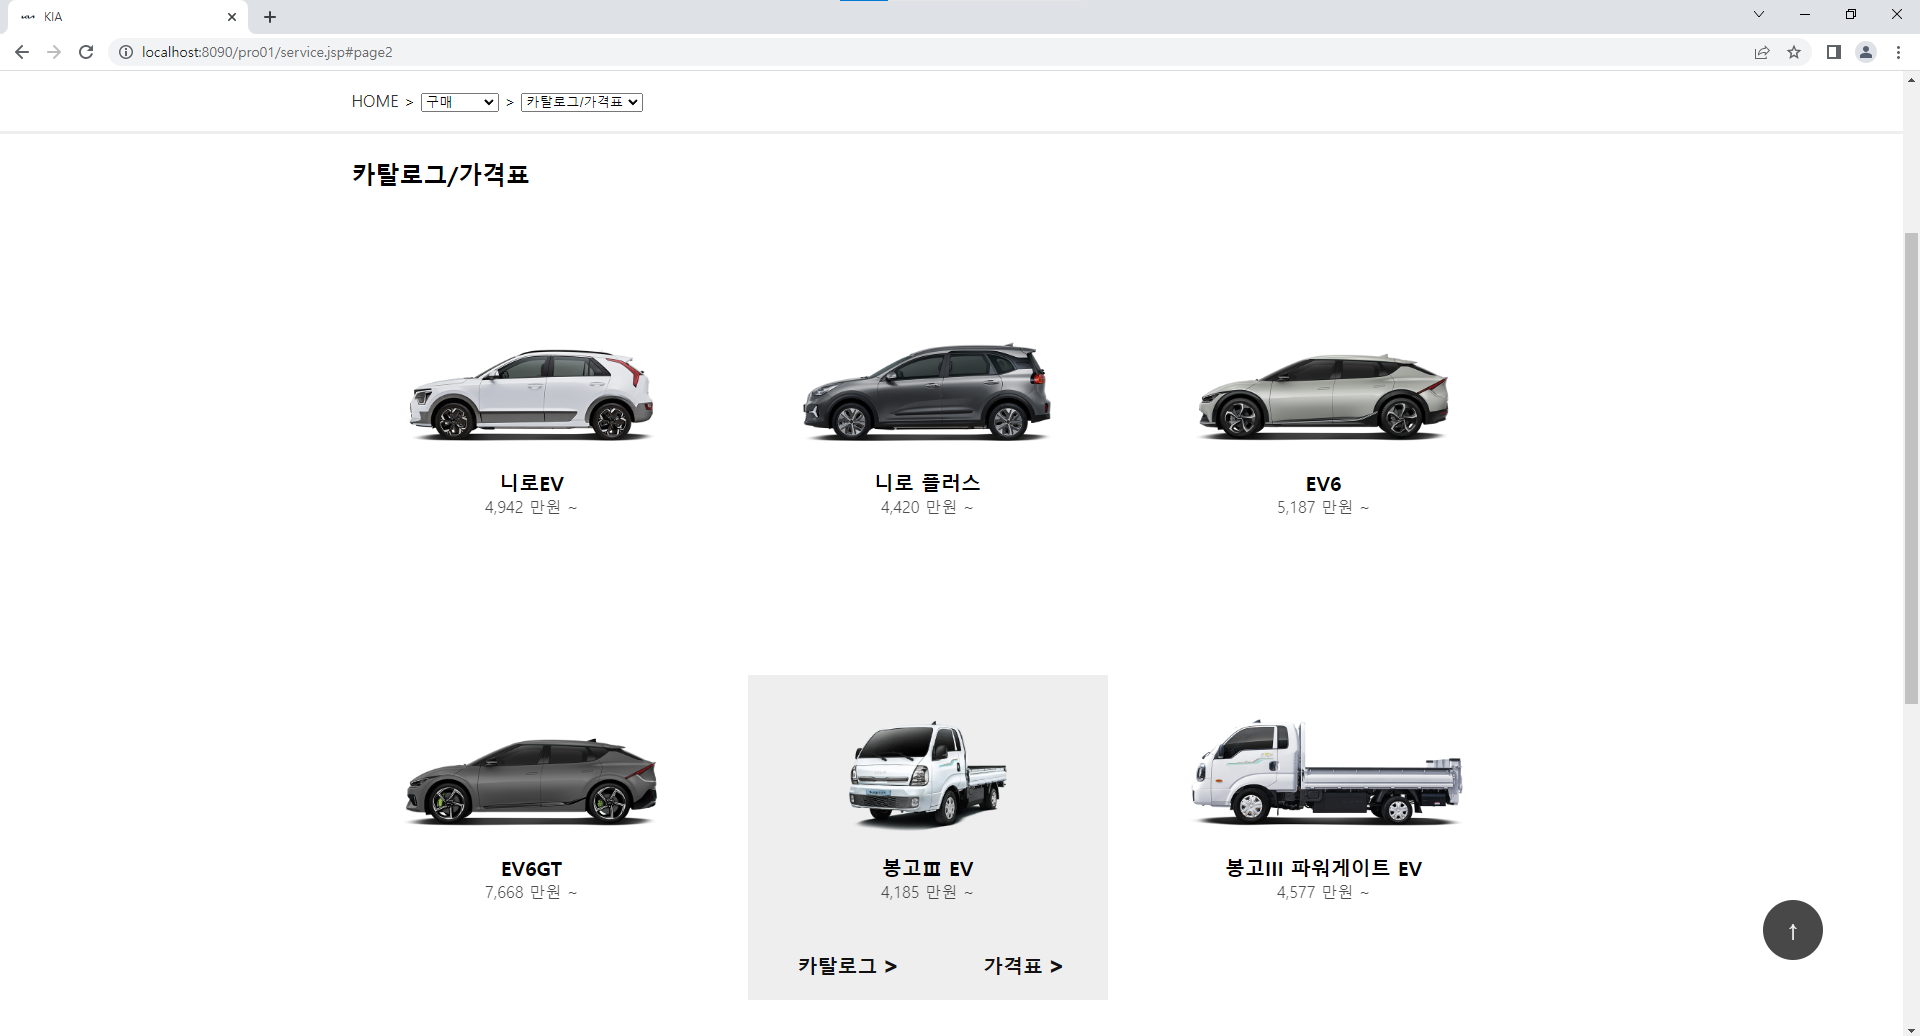 KIA
localhost:8090/pro01/service.jsp#page2
HOME > 구매 > 카탈로그/가격표
카탈로그/가격표
니로EV
4,942 만원 ~
니로 플러스
4,420 만원 ~
EV6
5,187 만원 ~
EV6GT
7,668 만원 ~
봉고Ⅲ EV
4,185 만원 ~
봉고III 파워게이트 EV
4,577 만원 ~
카탈로그 >
가격표 >
↑